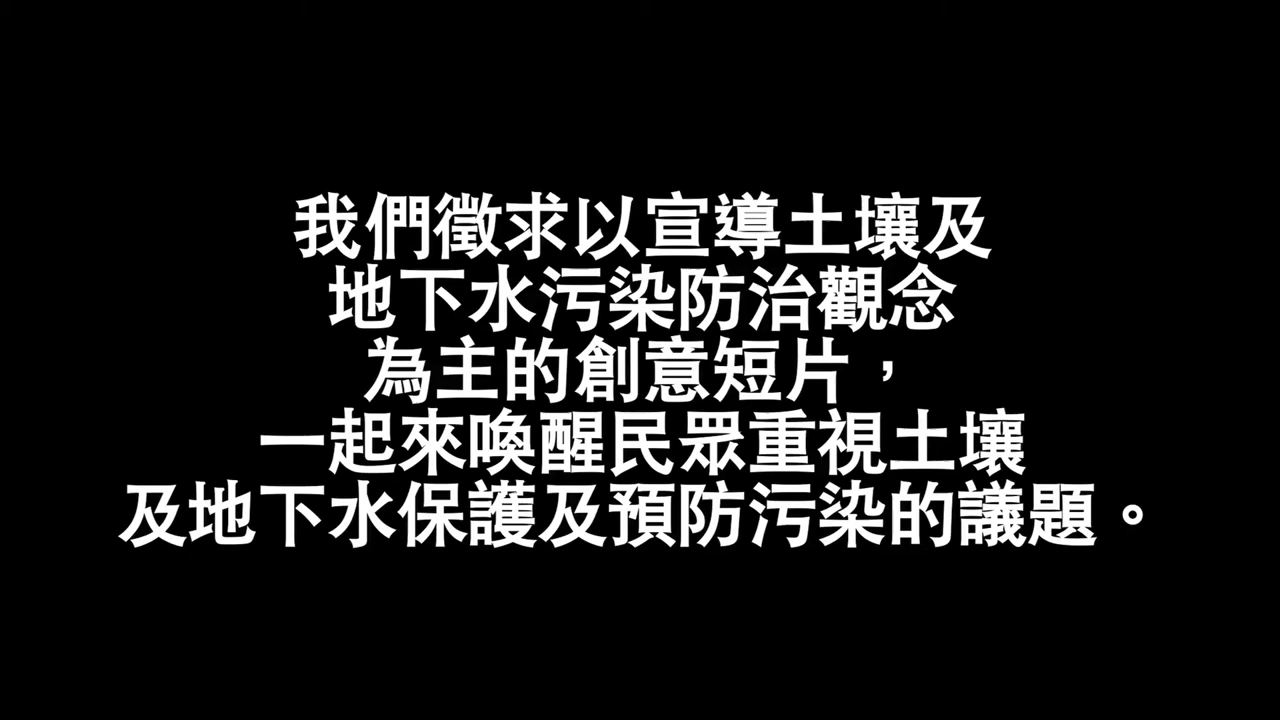 我們徵求以宣導土壤及
地下水污染防治觀念
為主的創意短片，
一起來喚醒民眾重視土壤
及地下水保護及預防污染的議題。